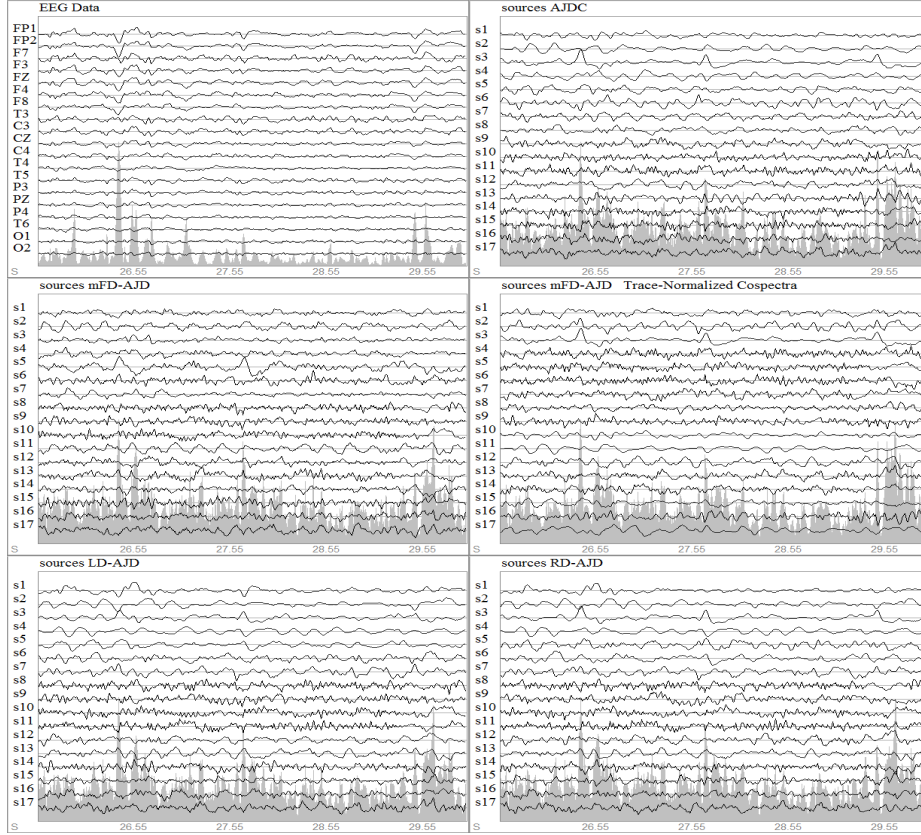 EEG Data
FP1
FP2
F7
F3
FZ
F4
F8
T3
C3
CZ
C4
T4
T5
P3
PZ
P4
T6
O1
O2
S 26.55 27.55 28.55 29.55
sources AJDC
s1
s2
s3
s4
s5
s6
s7
s8
s9
s10
s11
s12
s13
s14
s15
s16
s17
S 26.55 27.55 28.55 29.55
sources mFD-AJD
s1
s2
s3
s4
s5
s6
s7
s8
s9
s10
s11
s12
s13
s14
s15
s16
s17
S 26.55 27.55 28.55 29.55
sources mFD-AJD Trace-Normalized Cospectra
s1
s2
s3
s4
s5
s6
s7
s8
s9
s10
s11
s12
s13
s14
s15
s16
s17
S 26.55 27.55 28.55 29.55
sources LD-AJD
s1
s2
s3
s4
s5
s6
s7
s8
s9
s10
s11
s12
s13
s14
s15
s16
s17
S 26.55 27.55 28.55 29.55
sources RD-AJD
s1
s2
s3
s4
s5
s6
s7
s8
s9
s10
s11
s12
s13
s14
s15
s16
s17
S 26.55 27.55 28.55 29.55